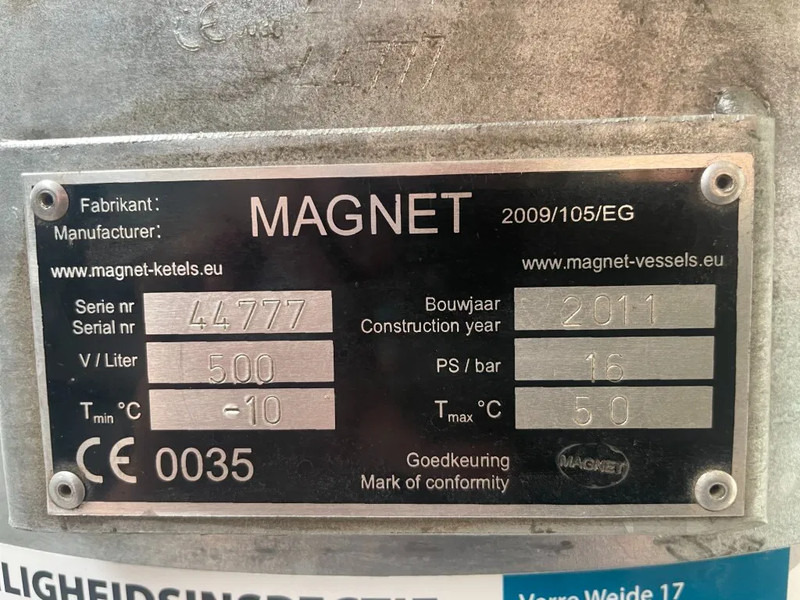 CE
44777
Fabrikant:
Manufacturer:
MAGNET
2009/105/EG
www.magnet-ketels.eu
www.magnet-vessels.eu
Serie nr
Serial nr
44777
Bouwjaar
Construction year
2011
V / Liter
500
PS / bar
16
Tmin °C
-10
Tmax °C
50
CE 0035
Goedkeuring
Mark of conformity
MAGNET
Verre Weide 17